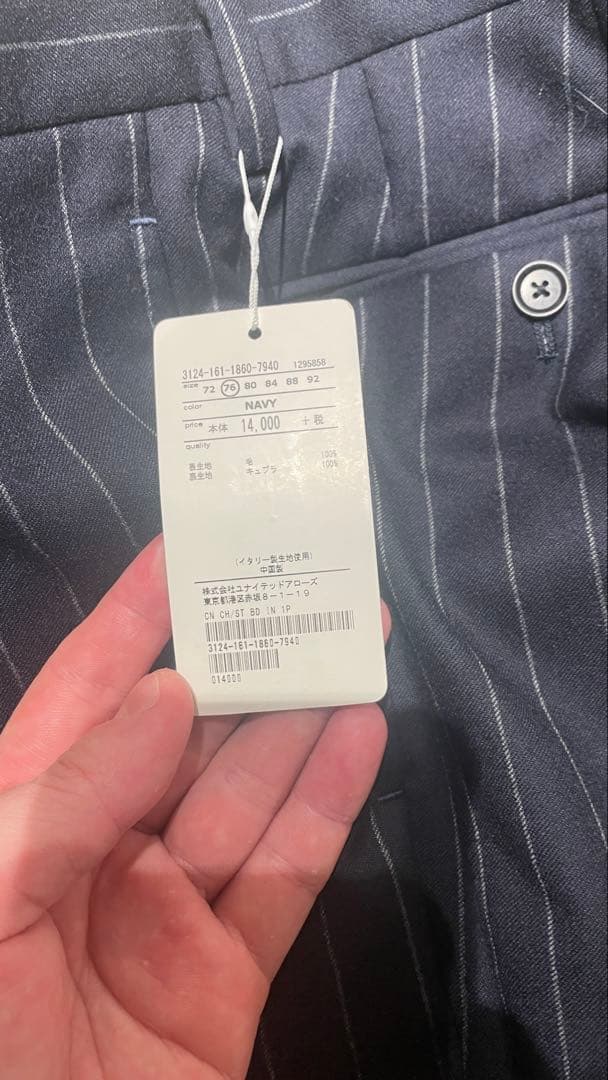 3124-161-1860-7940 1295858
size 72 76 80 84 88 92
color NAVY
price 本体 14,000 +税
quality
表生地 毛 100%
裏生地 キュプラ 100%
(イタリー製生地使用)
中国製
株式会社ユナイテッドアローズ
東京都港区赤坂8-1-19
CN CH/ST BD IN 1P
3124-161-1860-7940
014000